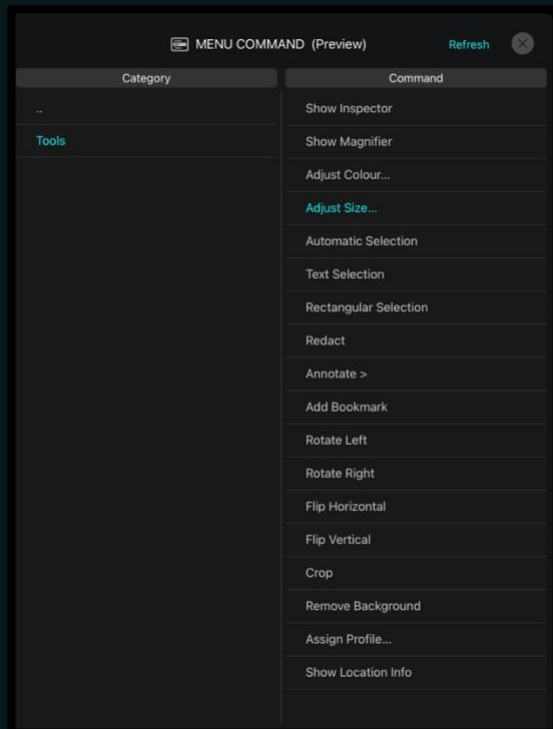 MENU COMMAND (Preview)
Refresh
Category
Command
..
Tools
Show Inspector
Show Magnifier
Adjust Colour...
Adjust Size...
Automatic Selection
Text Selection
Rectangular Selection
Redact
Annotate >
Add Bookmark
Rotate Left
Rotate Right
Flip Horizontal
Flip Vertical
Crop
Remove Background
Assign Profile...
Show Location Info